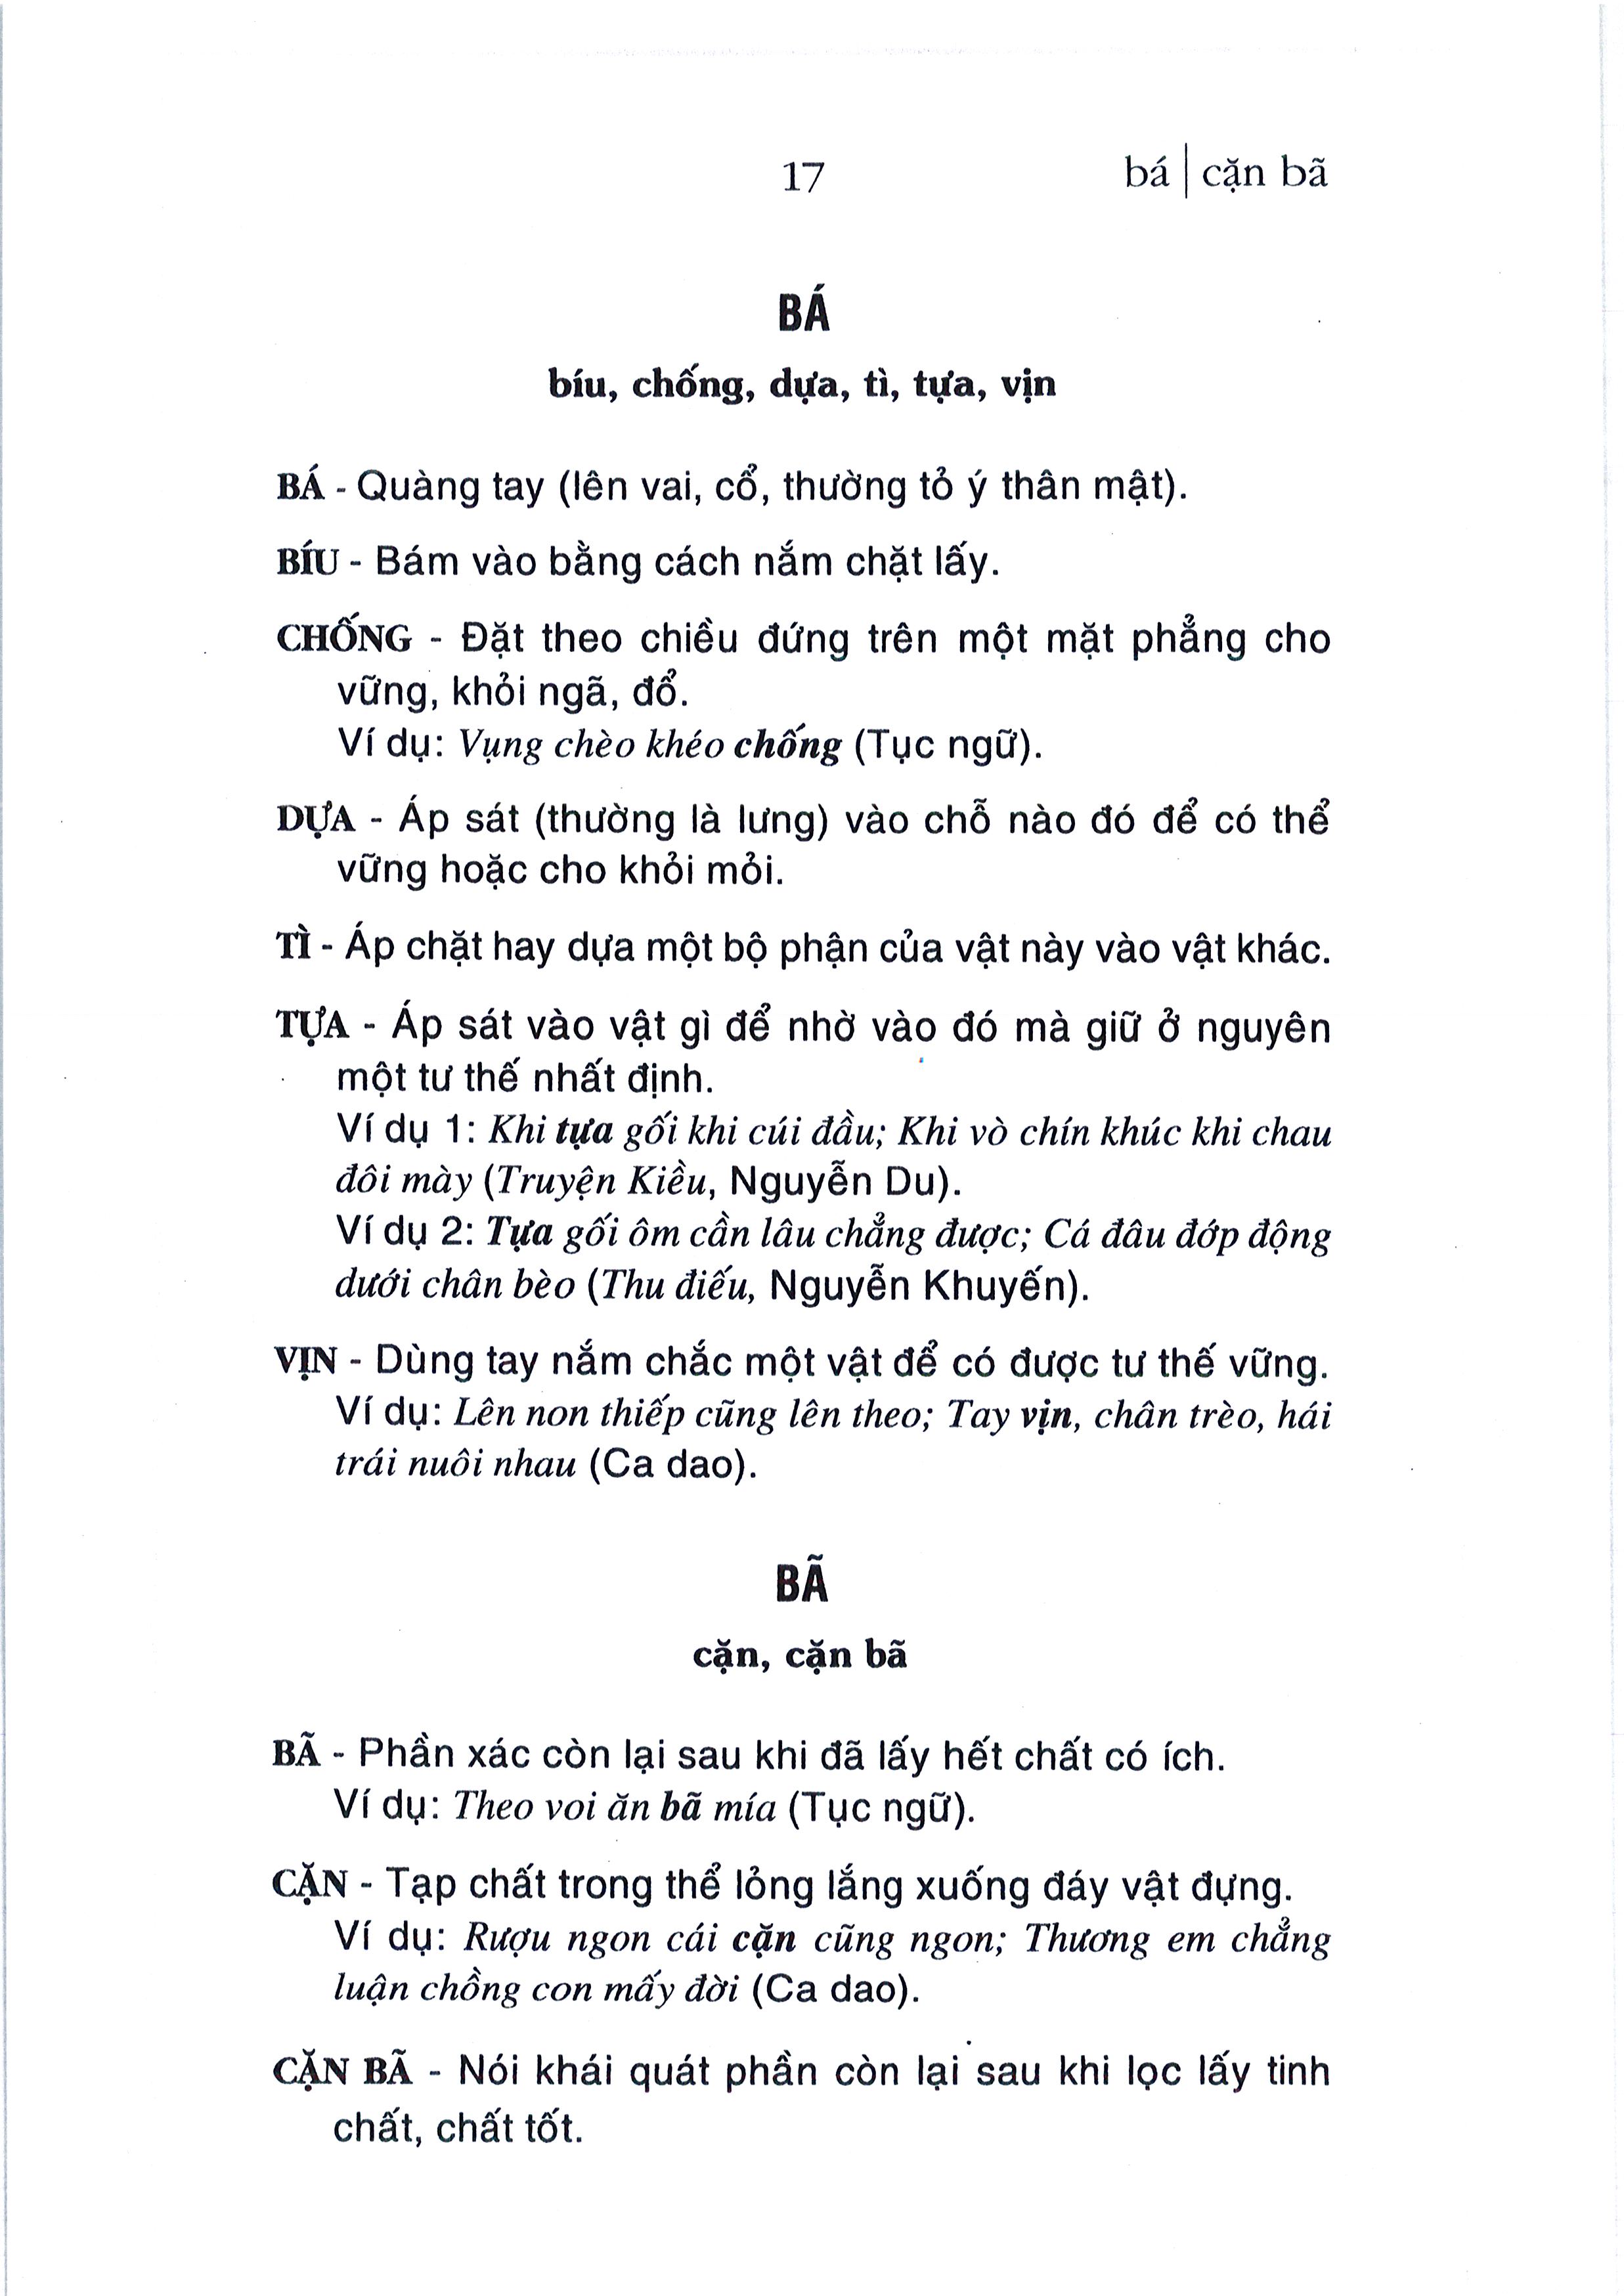 17
bá | cặn bã
BÁ
bíu, chống, dựa, tì, tựa, vịn
BÁ - Quàng tay (lên vai, cổ, thường tỏ ý thân mật).
BÍU - Bám vào bằng cách nắm chặt lấy.
CHỐNG - Đặt theo chiều đứng trên một mặt phẳng cho
vững, khỏi ngã, đổ.
Ví dụ: Vụng chèo khéo chống (Tục ngữ).
DỰA - Áp sát (thường là lưng) vào chỗ nào đó để có thể
vững hoặc cho khỏi mỏi.
TÌ - Áp chặt hay dựa một bộ phận của vật này vào vật khác.
TỰA - Áp sát vào vật gì để nhờ vào đó mà giữ ở nguyên
một tư thế nhất định.
Ví dụ 1: Khi tựa gối khi cúi đầu; Khi vò chín khúc khi chau
đôi mày (Truyện Kiều, Nguyễn Du).
Ví dụ 2: Tựa gối ôm cần lâu chẳng được; Cá đâu đớp động
dưới chân bèo (Thu điếu, Nguyễn Khuyến).
VỊN - Dùng tay nắm chắc một vật để có được tư thế vững.
Ví dụ: Lên non thiếp cũng lên theo; Tay vịn, chân trèo, hái
trái nuôi nhau (Ca dao).
BÃ
cặn, cặn bã
BÃ - Phần xác còn lại sau khi đã lấy hết chất có ích.
Ví dụ: Theo voi ăn bã mía (Tục ngữ).
CẶN - Tạp chất trong thể lỏng lắng xuống đáy vật đựng.
Ví dụ: Rượu ngon cái cặn cũng ngon; Thương em chẳng
luận chồng con mấy đời (Ca dao).
CẶN BÃ - Nói khái quát phần còn lại sau khi lọc lấy tinh
chất, chất tốt.